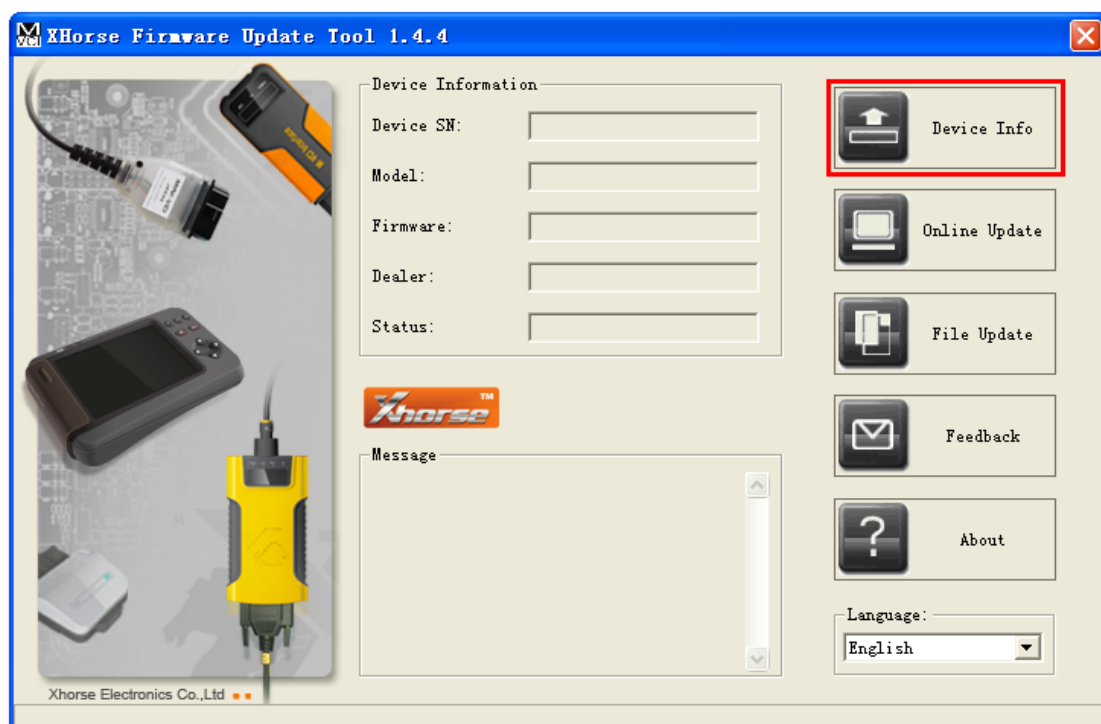 XHorse Firmware Update Tool 1.4.4
Device Information
Device SN:
Model:
Firmware:
Dealer:
Status:
Xhorse™
Message
Device Info
Online Update
File Update
Feedback
About
Language:
English
Xhorse Electronics Co.,Ltd